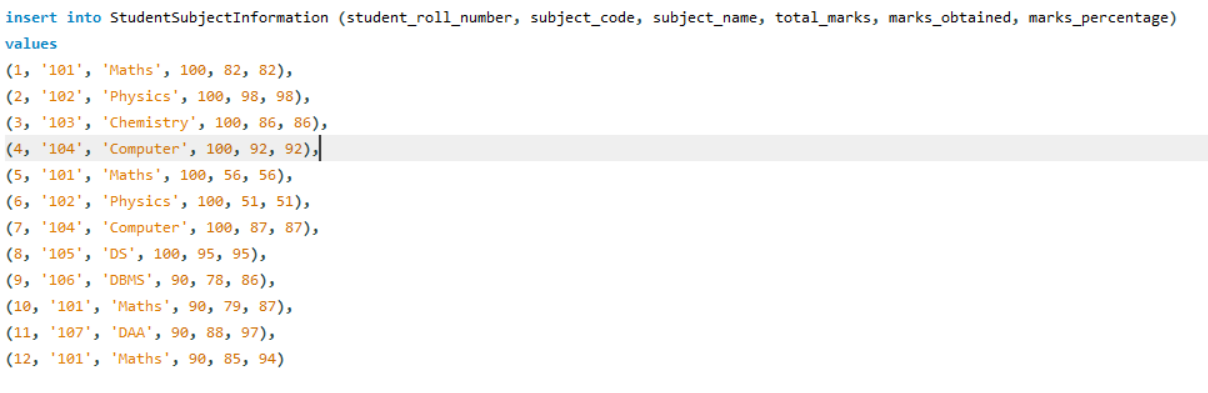 insert into StudentSubjectInformation (student_roll_number, subject_code, subject_name, total_marks, marks_obtained, marks_percentage)
values
(1, '101', 'Maths', 100, 82, 82),
(2, '102', 'Physics', 100, 98, 98),
(3, '103', 'Chemistry', 100, 86, 86),
(4, '104', 'Computer', 100, 92, 92),
(5, '101', 'Maths', 100, 56, 56),
(6, '102', 'Physics', 100, 51, 51),
(7, '104', 'Computer', 100, 87, 87),
(8, '105', 'DS', 100, 95, 95),
(9, '106', 'DBMS', 90, 78, 86),
(10, '101', 'Maths', 90, 79, 87),
(11, '107', 'DAA', 90, 88, 97),
(12, '101', 'Maths', 90, 85, 94)